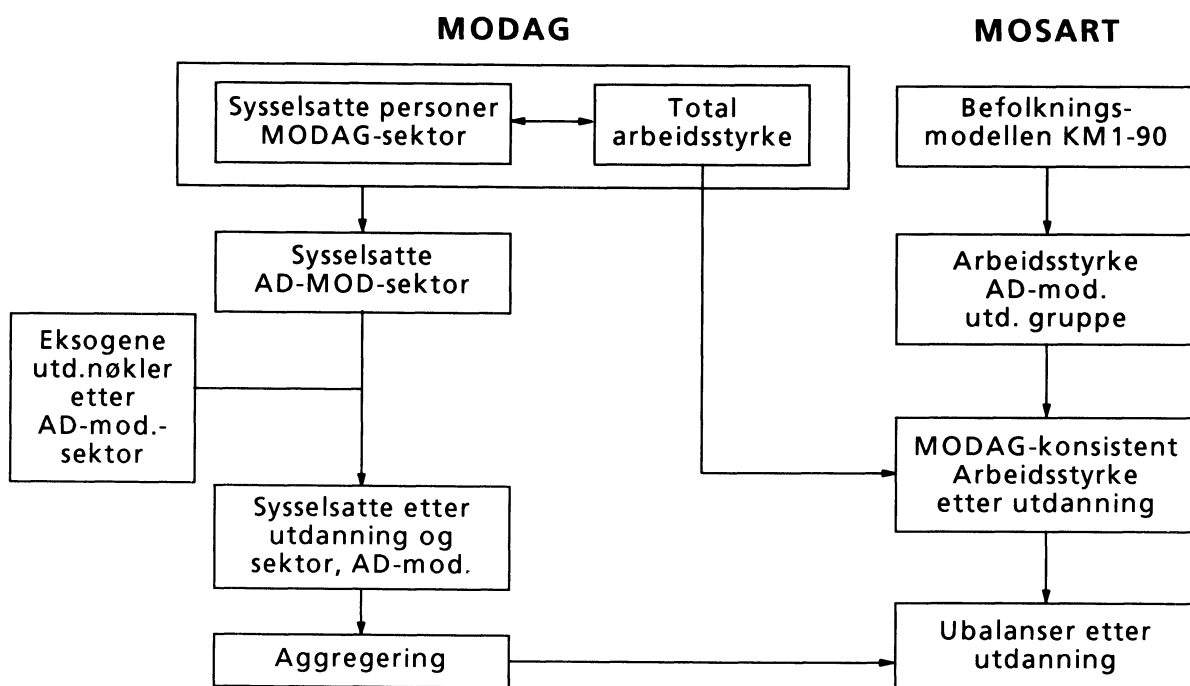 MODAG
MOSART
Sysselsatte personer
MODAG-sektor
Total
arbeidsstyrke
Befolknings-
modellen KM1-90
Sysselsatte
AD-MOD-sektor
Arbeidsstyrke
AD-mod.
utd. gruppe
Eksogene
utd.nøkler
etter
AD-mod.-
sektor
MODAG-konsistent
Arbeidsstyrke
etter utdanning
Sysselsatte etter
utdanning og
sektor, AD-mod.
Aggregering
Ubalanser etter
utdanning